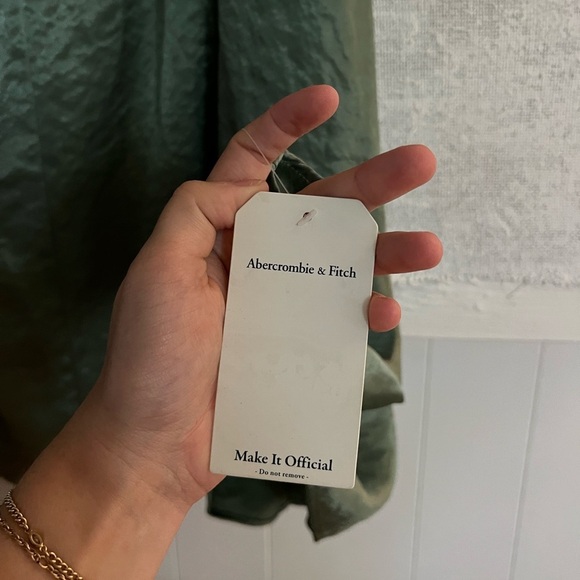 Abercrombie & Fitch
Make It Official
- Do not remove -